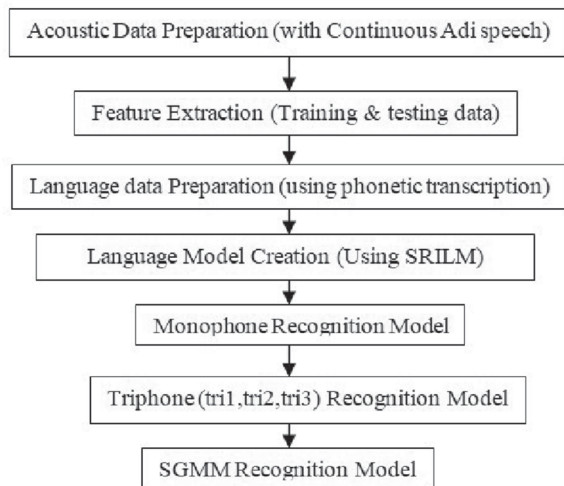 Acoustic Data Preparation (with Continuous Adi speech)
Feature Extraction (Training & testing data)
Language data Preparation (using phonetic transcription)
Language Model Creation (Using SRILM)
Monophone Recognition Model
Triphone (tri1,tri2,tri3) Recognition Model
SGMM Recognition Model